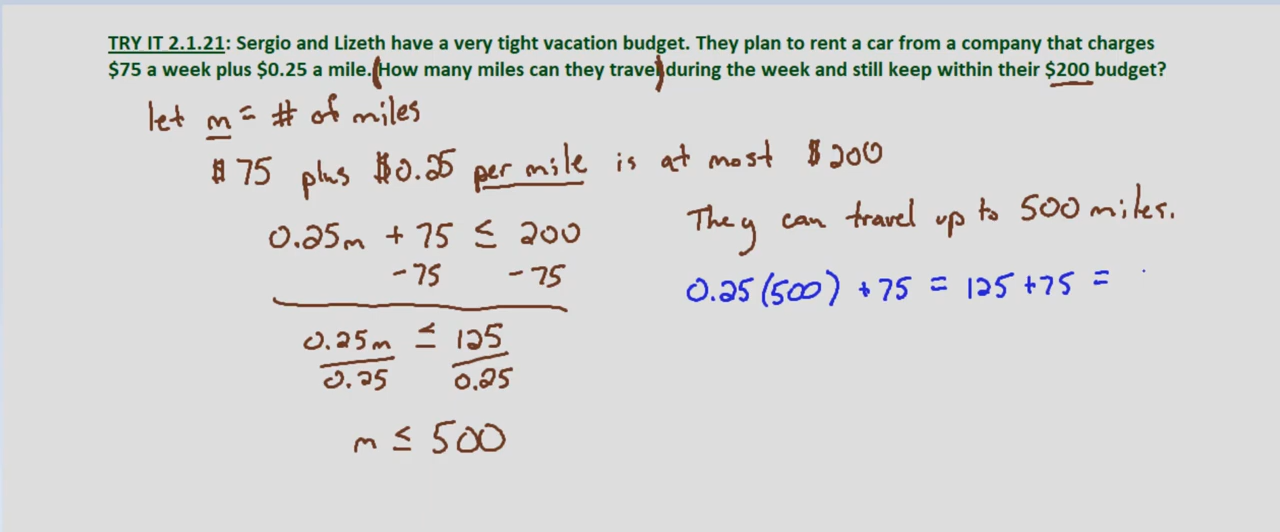 TRY IT 2.1.21: Sergio and Lizeth have a very tight vacation budget. They plan to rent a car from a company that charges
$75 a week plus $0.25 a mile. (How many miles can they travel) during the week and still keep within their $200 budget?
let m = # of miles
$75 plus $0.25 per mile is at most $200
0.25m + 75 ≤ 200
-75 -75
0.25m ≤ 125
0.25 0.25
m ≤ 500
They can travel up to 500 miles.
0.25(500) + 75 = 125 + 75 =